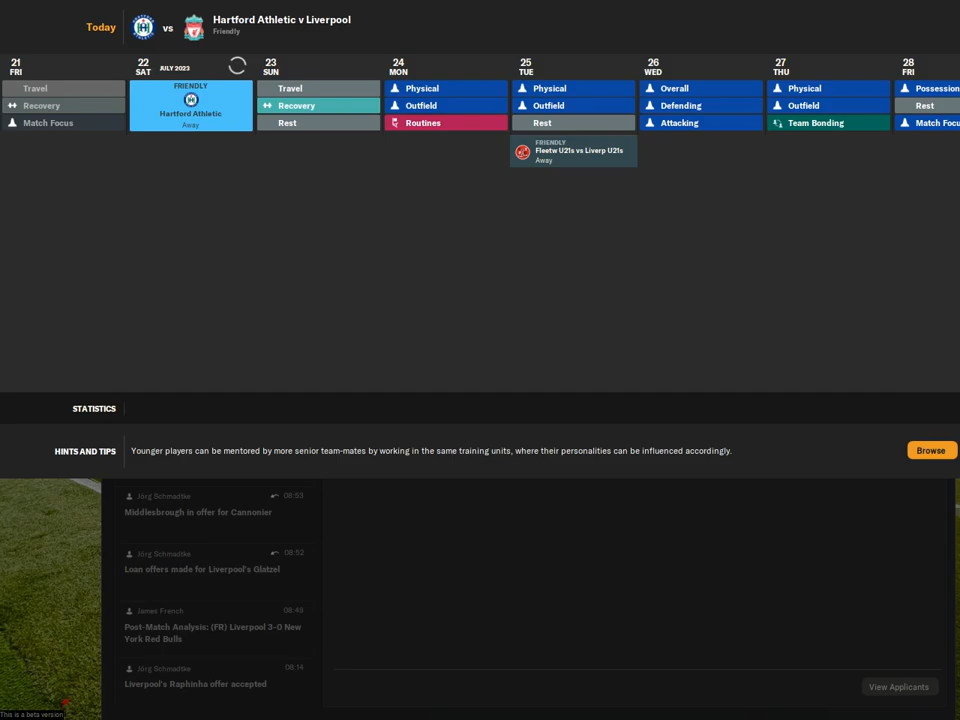 Today
vs
Hartford Athletic v Liverpool
Friendly
21
FRI
22
SAT
JULY 2023
23
SUN
24
MON
25
TUE
26
WED
27
THU
28
FRI
Travel
Recovery
Match Focus
FRIENDLY
Hartford Athletic
Away
Travel
Recovery
Rest
Physical
Outfield
Routines
Physical
Outfield
Rest
FRIENDLY
Fleetw U21s vs Liverp U21s
Away
Overall
Defending
Attacking
Physical
Outfield
Team Bonding
Possession
Rest
Match Focu
STATISTICS
HINTS AND TIPS
Younger players can be mentored by more senior team-mates by working in the same training units, where their personalities can be influenced accordingly.
Browse
Jörg Schmadtke
08:53
Middlesbrough in offer for Cannonier
Jörg Schmadtke
08:52
Loan offers made for Liverpool's Glatzel
James French
08:49
Post-Match Analysis: (FR) Liverpool 3-0 New
York Red Bulls
Jörg Schmadtke
08:14
Liverpool's Raphinha offer accepted
View Applicants
This is a beta version